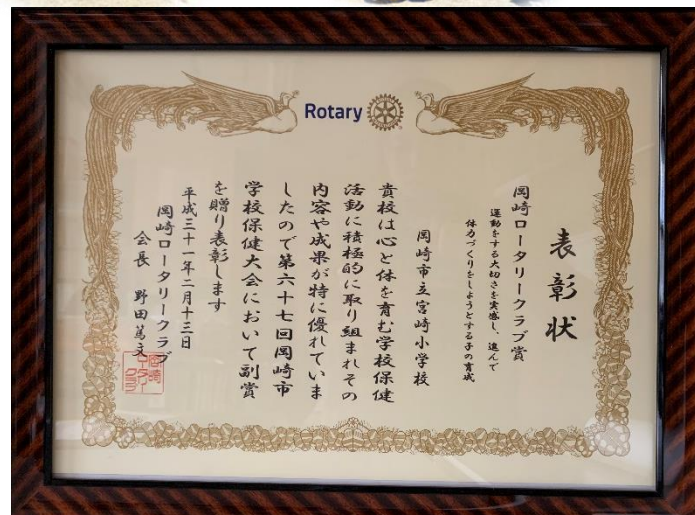 Rotary
表彰状
岡崎ロータリークラブ賞
運動をする大切さを実感し、進んで
体力づくりをしようとする子の育成
岡崎市立宮崎小学校
貴校は心と体を育む学校保健
活動に積極的に取り組まれその
内容や成果が特に優れていま
したので第六十七回岡崎市
学校保健大会において副賞
を贈り表彰します
平成三十一年二月十三日
岡崎ロータリークラブ
会長 野田篤文